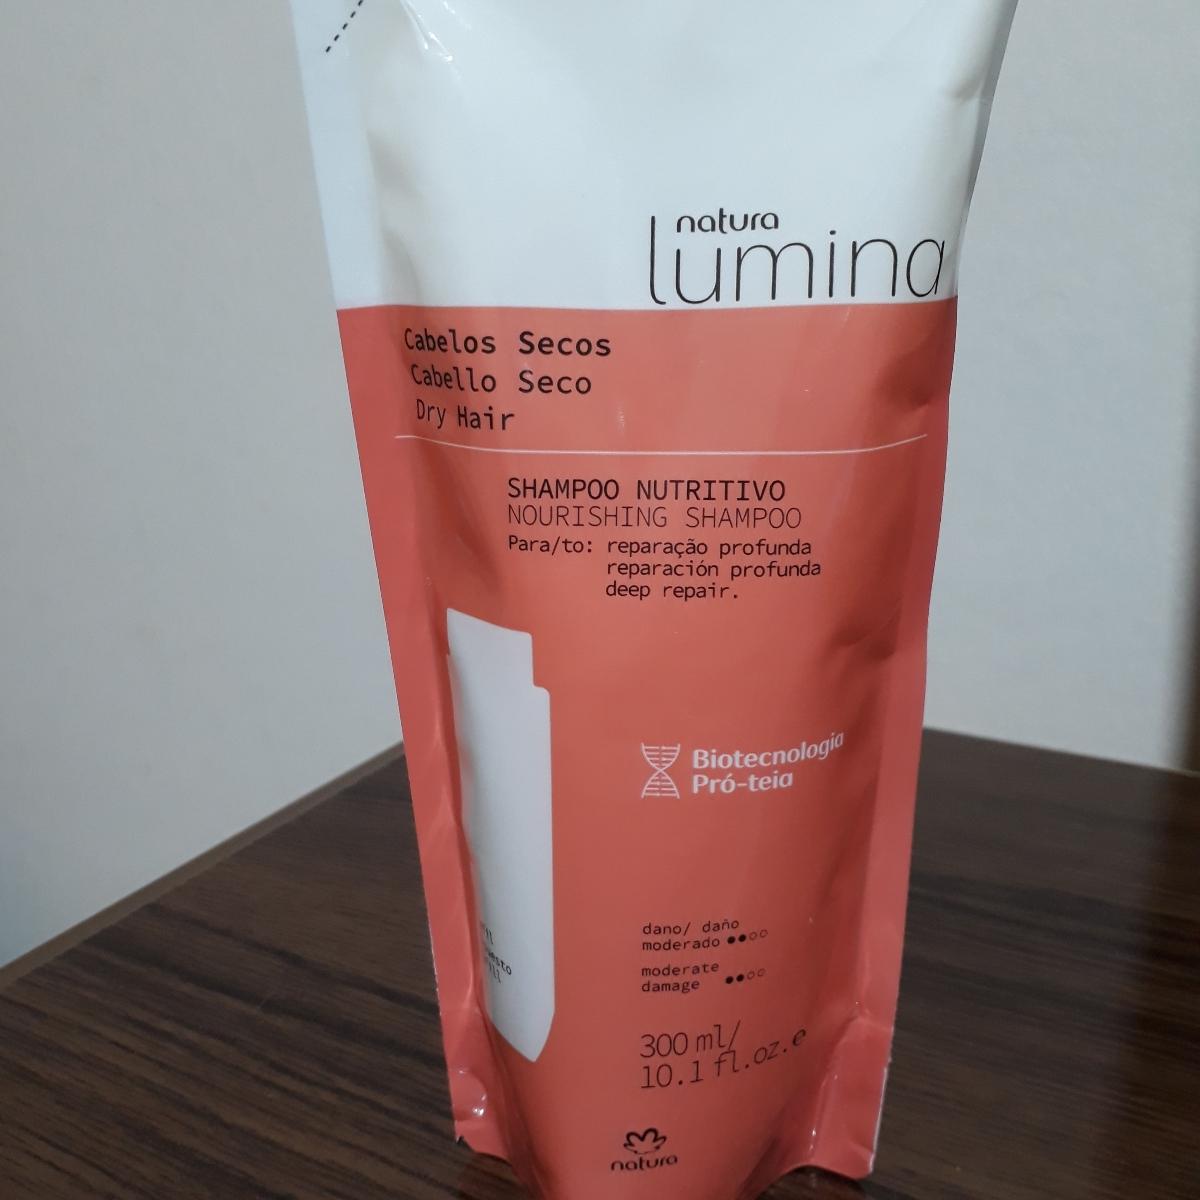 natura
lumina
Cabelos Secos
Cabello Seco
Dry Hair
SHAMPOO NUTRITIVO
NOURISHING SHAMPOO
Para/to: reparação profunda
reparación profunda
deep repair.
Biotecnologia
Pró-teia
dano/ daño
moderado
moderate
damage
300 ml/
10.1 fl.oz.e
natura